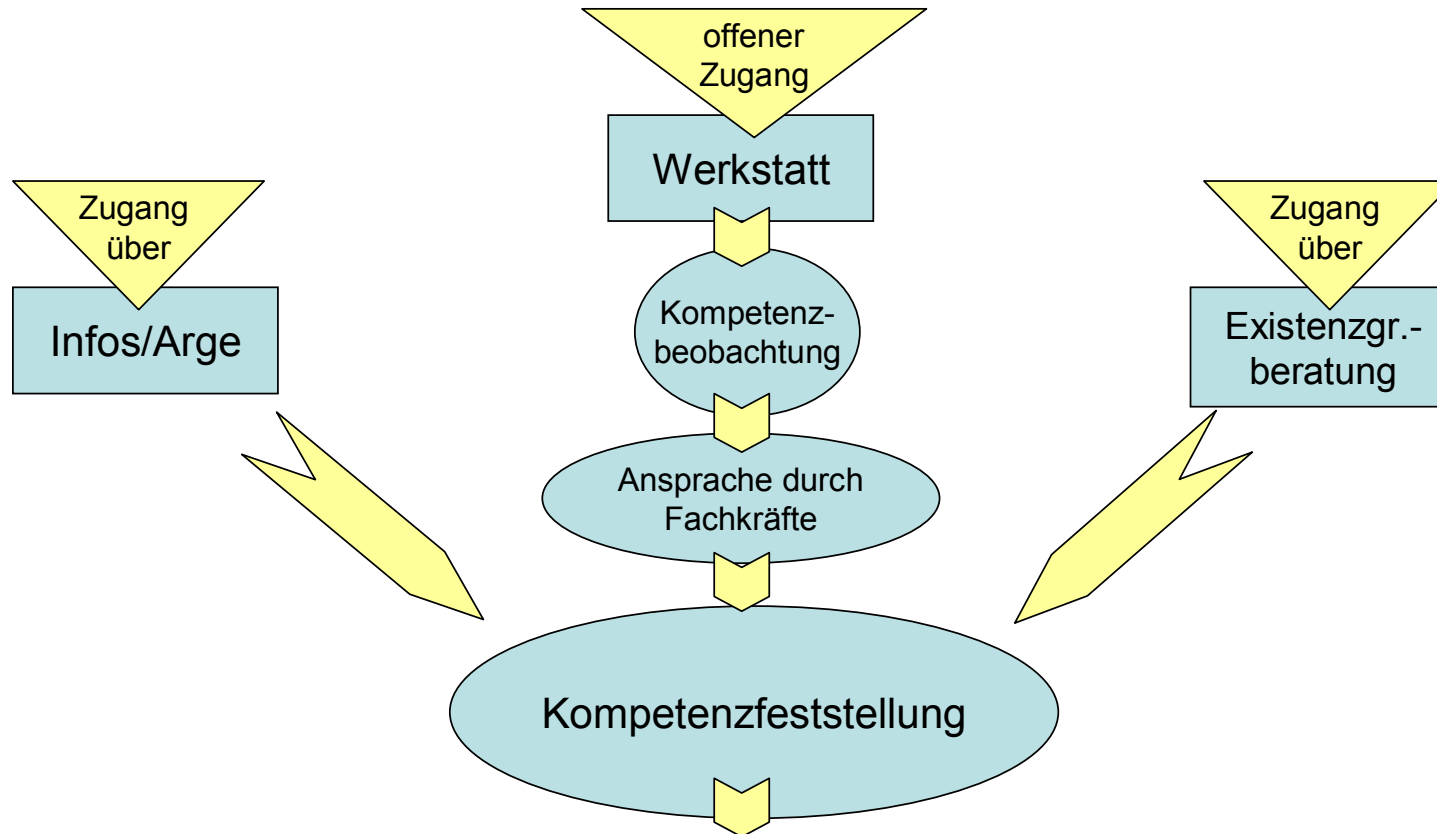 offener
Zugang
Werkstatt
Zugang
über
Infos/Arge
Zugang
über
Existenzgr.-
beratung
Kompetenz-
beobachtung
Ansprache durch
Fachkräfte
Kompetenzfeststellung